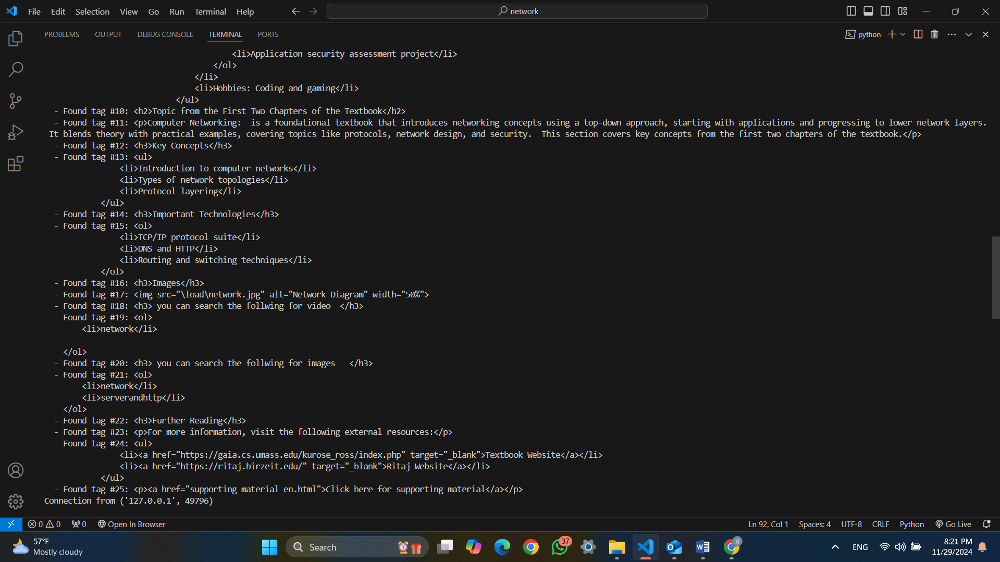 File Edit Selection View Go Run Terminal Help network
PROBLEMS OUTPUT DEBUG CONSOLE TERMINAL PORTS python
<li>Application security assessment project</li>
</ol>
</li>
<li>Hobbies: Coding and gaming</li>
</ul>
- Found tag #10: <h2>Topic from the First Two Chapters of the Textbook</h2>
- Found tag #11: <p>Computer Networking:  is a foundational textbook that introduces networking concepts using a top-down approach, starting with applications and progressing to lower network layers.
It blends theory with practical examples, covering topics like protocols, network design, and security.  This section covers key concepts from the first two chapters of the textbook.</p>
- Found tag #12: <h3>Key Concepts</h3>
- Found tag #13: <ul>
<li>Introduction to computer networks</li>
<li>Types of network topologies</li>
<li>Protocol layering</li>
</ul>
- Found tag #14: <h3>Important Technologies</h3>
- Found tag #15: <ol>
<li>TCP/IP protocol suite</li>
<li>DNS and HTTP</li>
<li>Routing and switching techniques</li>
</ol>
- Found tag #16: <h3>Images</h3>
- Found tag #17: <img src="\load\network.jpg" alt="Network Diagram" width="50%">
- Found tag #18: <h3> you can search the follwing for video  </h3>
- Found tag #19: <ol>
<li>network</li>
</ol>
- Found tag #20: <h3> you can search the follwing for images   </h3>
- Found tag #21: <ol>
<li>network</li>
<li>serverandhttp</li>
</ol>
- Found tag #22: <h3>Further Reading</h3>
- Found tag #23: <p>For more information, visit the following external resources:</p>
- Found tag #24: <ul>
<li><a href="https://gaia.cs.umass.edu/kurose_ross/index.php" target="_blank">Textbook Website</a></li>
<li><a href="https://ritaj.birzeit.edu/" target="_blank">Ritaj Website</a></li>
</ul>
- Found tag #25: <p><a href="supporting_material_en.html">Click here for supporting material</a></p>
Connection from ('127.0.0.1', 49796)
0 0 0 Open In Browser Ln 92, Col 1 Spaces: 4 UTF-8 CRLF Python Go Live
57°F
Mostly cloudy
Search
37
d
ENG
8:21 PM
11/29/2024